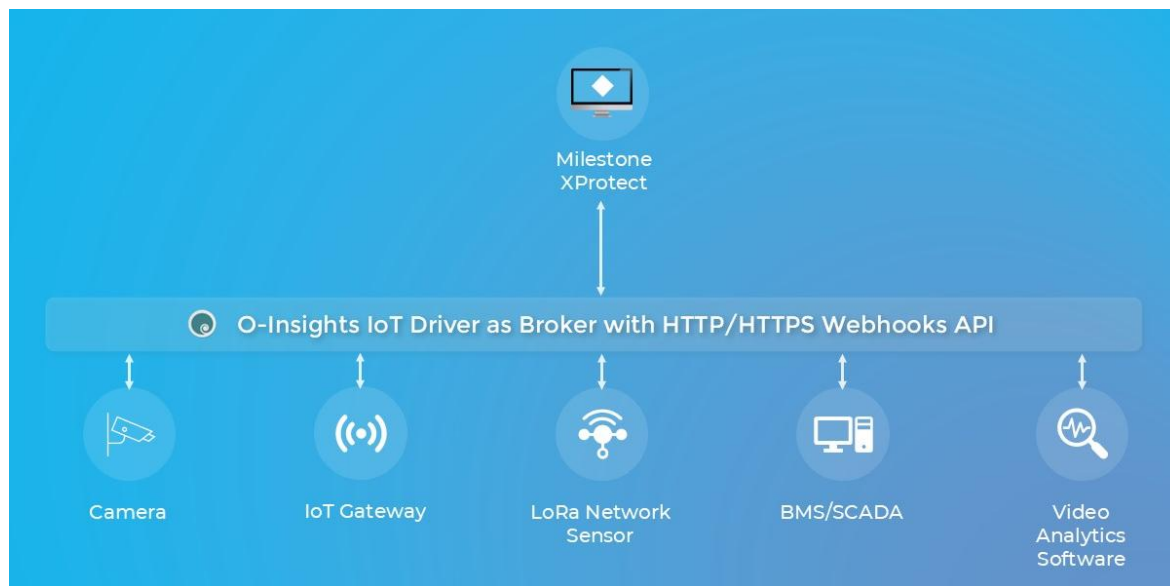 Milestone
XProtect
O-Insights IoT Driver as Broker with HTTP/HTTPS Webhooks API
Camera
IoT Gateway
LoRa Network
Sensor
BMS/SCADA
Video
Analytics
Software